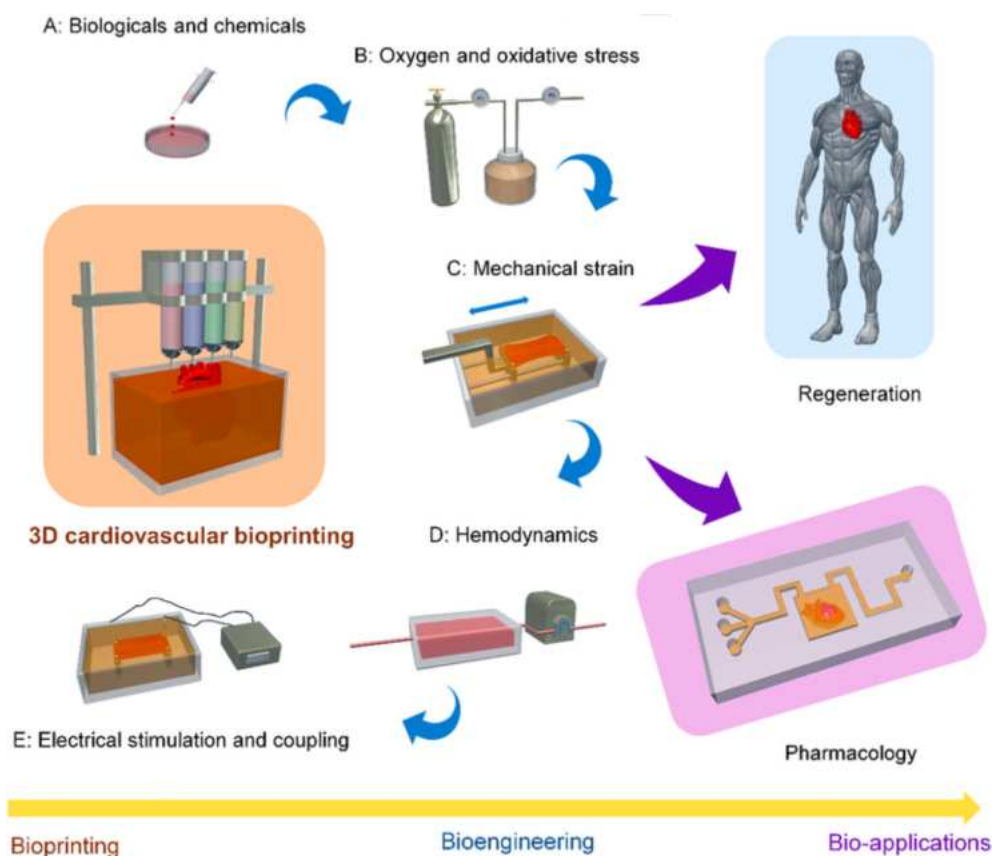 A: Biologicals and chemicals
B: Oxygen and oxidative stress
C: Mechanical strain
Regeneration
3D cardiovascular bioprinting
D: Hemodynamics
E: Electrical stimulation and coupling
Pharmacology
Bioprinting
Bioengineering
Bio-applications